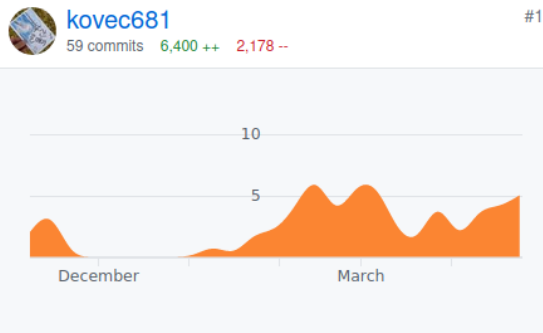 kovec681
#1
59 commits 6,400 ++ 2,178 --
10
5
December March